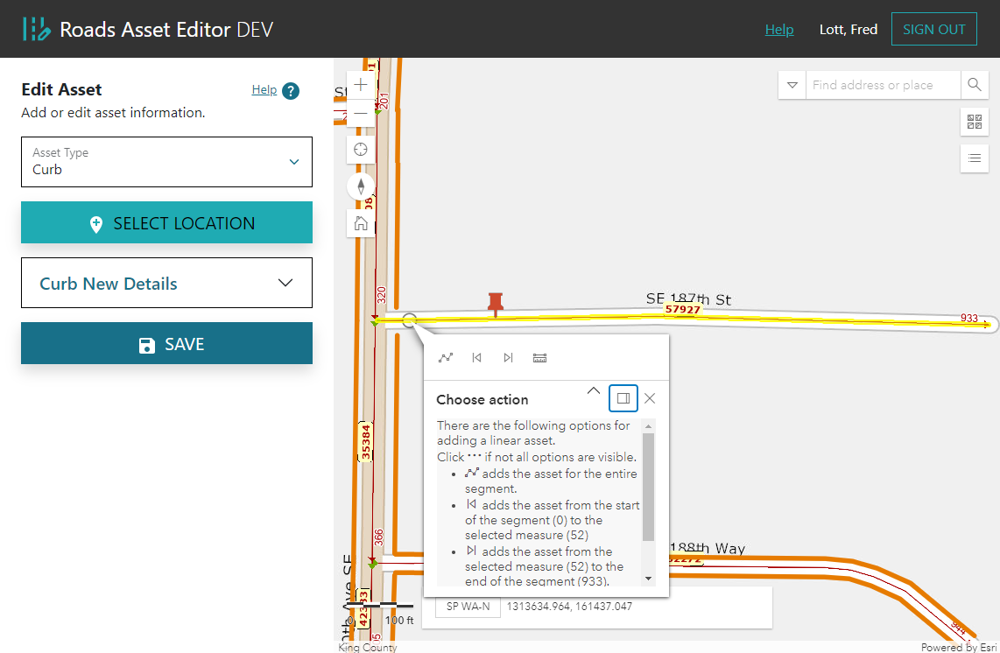 Roads Asset Editor DEV
Help
Lott, Fred
SIGN OUT
Edit Asset
Help ?
Add or edit asset information.
Asset Type
Curb
SELECT LOCATION
Curb New Details
SAVE
Find address or place
St
201
320
SE 187th St
57927
933
35384
366
Choose action
There are the following options for
adding a linear asset.
Click ··· if not all options are visible.
• adds the asset for the entire
segment.
• adds the asset from the start
of the segment (0) to the
selected measure (52)
• adds the asset from the
selected measure (52) to the
end of the segment (933).
188th Way
944
0
100 ft
SP WA-N
1313634.964, 161437.047
King County
Powered by Esri